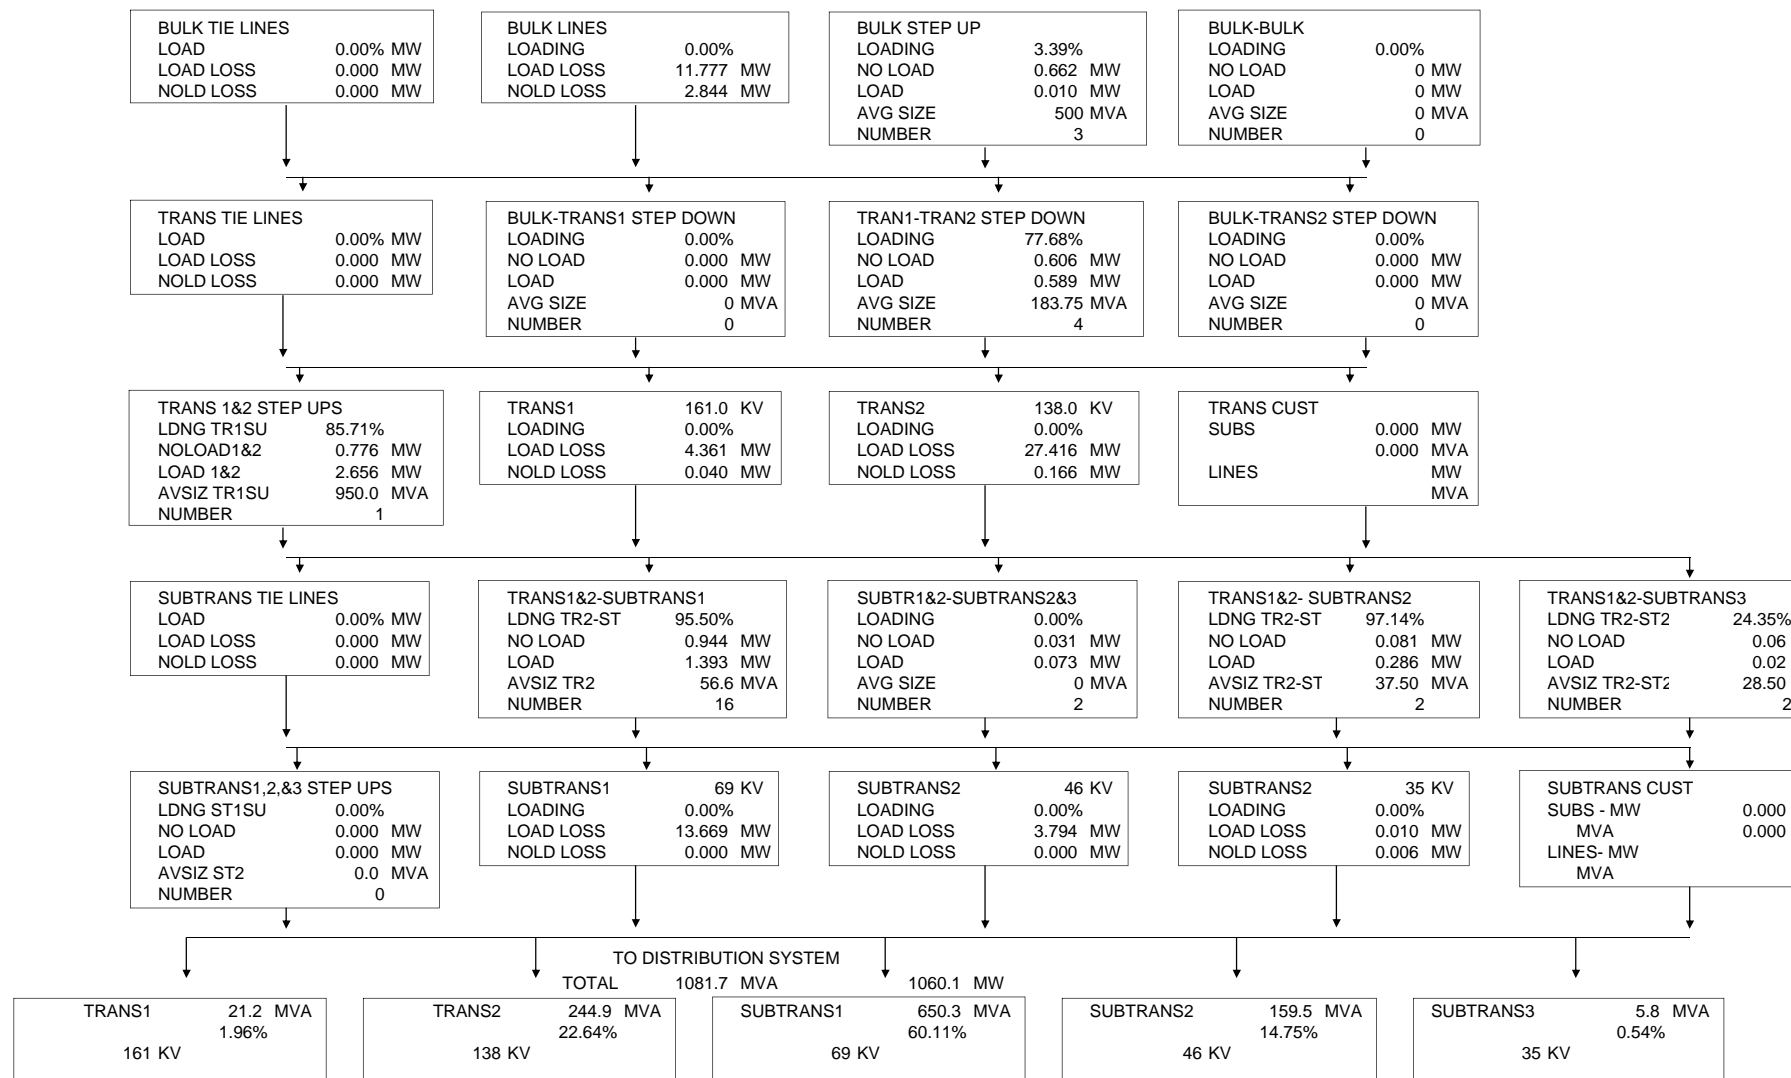 BULK TIE LINES
LOAD 0.00% MW
LOAD LOSS 0.000 MW
NOLD LOSS 0.000 MW
BULK LINES
LOADING 0.00%
LOAD LOSS 11.777 MW
NOLD LOSS 2.844 MW
BULK STEP UP
LOADING 3.39%
NO LOAD 0.662 MW
LOAD 0.010 MW
AVG SIZE 500 MVA
NUMBER 3
BULK-BULK
LOADING 0.00%
NO LOAD 0 MW
LOAD 0 MW
AVG SIZE 0 MVA
NUMBER 0
TRANS TIE LINES
LOAD 0.00% MW
LOAD LOSS 0.000 MW
NOLD LOSS 0.000 MW
BULK-TRANS1 STEP DOWN
LOADING 0.00%
NO LOAD 0.000 MW
LOAD 0.000 MW
AVG SIZE 0 MVA
NUMBER 0
TRAN1-TRAN2 STEP DOWN
LOADING 77.68%
NO LOAD 0.606 MW
LOAD 0.589 MW
AVG SIZE 183.75 MVA
NUMBER 4
BULK-TRANS2 STEP DOWN
LOADING 0.00%
NO LOAD 0.000 MW
LOAD 0.000 MW
AVG SIZE 0 MVA
NUMBER 0
TRANS 1&2 STEP UPS
LDNG TR1SU 85.71%
NOLOAD1&2 0.776 MW
LOAD 1&2 2.656 MW
AVSIZ TR1SU 950.0 MVA
NUMBER 1
TRANS1 161.0 KV
LOADING 0.00%
LOAD LOSS 4.361 MW
NOLD LOSS 0.040 MW
TRANS2 138.0 KV
LOADING 0.00%
LOAD LOSS 27.416 MW
NOLD LOSS 0.166 MW
TRANS CUST
SUBS 0.000 MW
0.000 MVA
LINES MW
MVA
SUBTRANS TIE LINES
LOAD 0.00% MW
LOAD LOSS 0.000 MW
NOLD LOSS 0.000 MW
TRANS1&2-SUBTRANS1
LDNG TR2-ST 95.50%
NO LOAD 0.944 MW
LOAD 1.393 MW
AVSIZ TR2 56.6 MVA
NUMBER 16
SUBTR1&2-SUBTRANS2&3
LOADING 0.00%
NO LOAD 0.031 MW
LOAD 0.073 MW
AVG SIZE 0 MVA
NUMBER 2
TRANS1&2- SUBTRANS2
LDNG TR2-ST 97.14%
NO LOAD 0.081 MW
LOAD 0.286 MW
AVSIZ TR2-ST 37.50 MVA
NUMBER 2
TRANS1&2-SUBTRANS3
LDNG TR2-ST2 24.35%
NO LOAD 0.06
LOAD 0.02
AVSIZ TR2-ST2 28.50
NUMBER 2
SUBTRANS1,2,&3 STEP UPS
LDNG ST1SU 0.00%
NO LOAD 0.000 MW
LOAD 0.000 MW
AVSIZ ST2 0.0 MVA
NUMBER 0
SUBTRANS1 69 KV
LOADING 0.00%
LOAD LOSS 13.669 MW
NOLD LOSS 0.000 MW
SUBTRANS2 46 KV
LOADING 0.00%
LOAD LOSS 3.794 MW
NOLD LOSS 0.000 MW
SUBTRANS2 35 KV
LOADING 0.00%
LOAD LOSS 0.010 MW
NOLD LOSS 0.006 MW
SUBTRANS CUST
SUBS - MW 0.000
MVA 0.000
LINES- MW
MVA
TO DISTRIBUTION SYSTEM
TOTAL 1081.7 MVA 1060.1 MW
TRANS1 21.2 MVA
1.96%
161 KV
TRANS2 244.9 MVA
22.64%
138 KV
SUBTRANS1 650.3 MVA
60.11%
69 KV
SUBTRANS2 159.5 MVA
14.75%
46 KV
SUBTRANS3 5.8 MVA
0.54%
35 KV